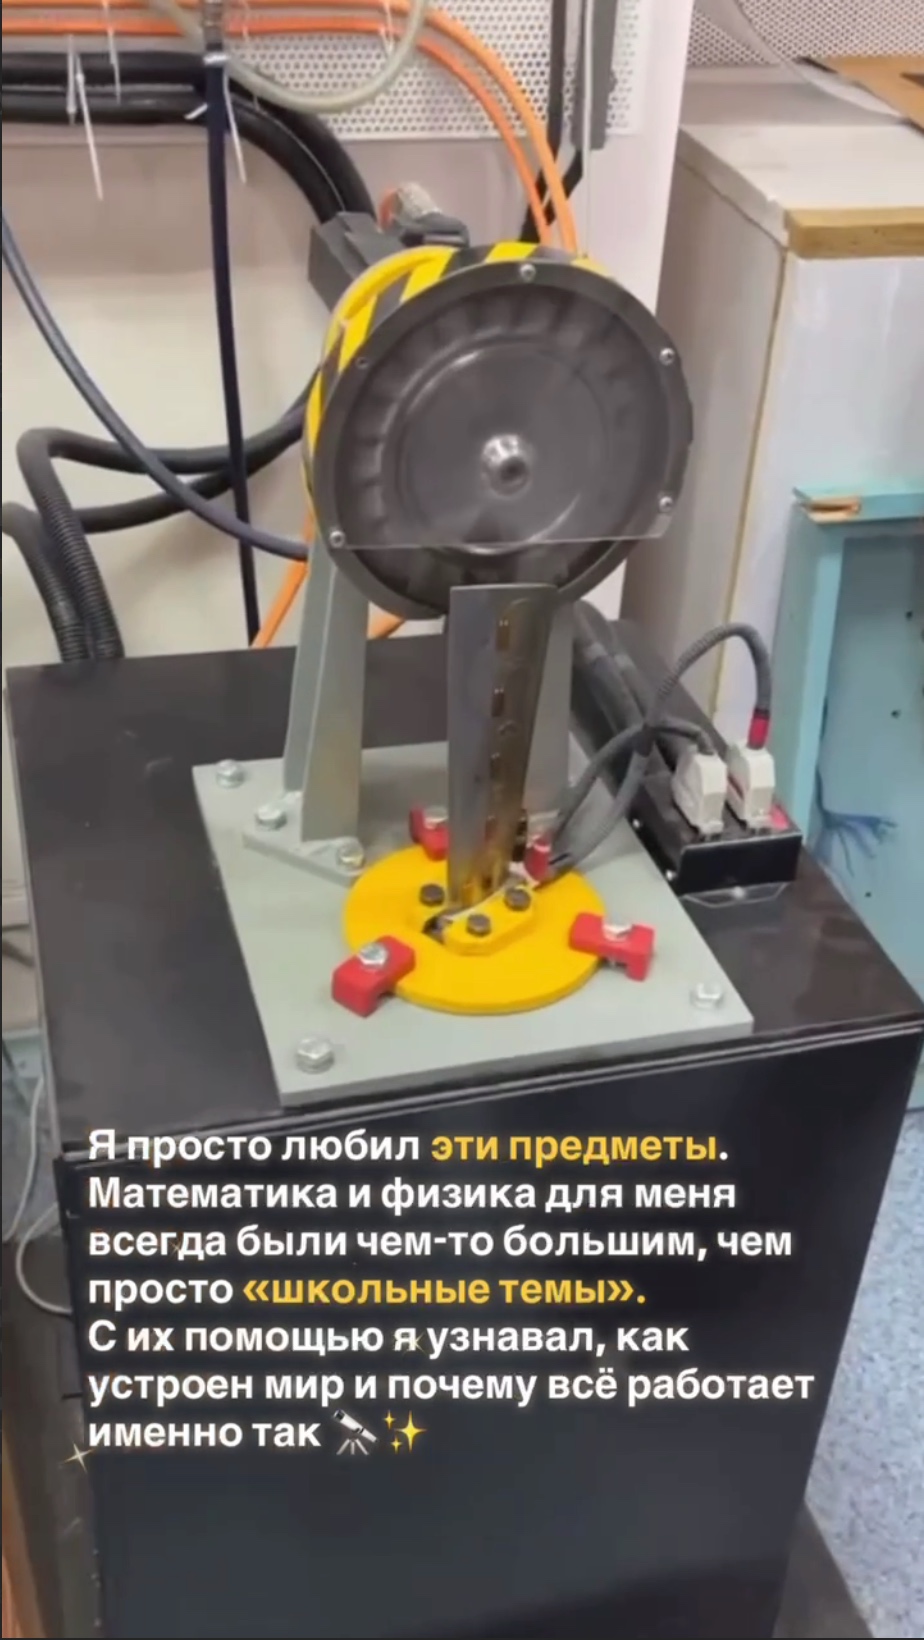 Я просто любил эти предметы.
Математика и физика для меня
всегда были чем-то большим, чем
просто «школьные темы».
С их помощью я узнавал, как
устроен мир и почему всё работает
именно так 🔭✨